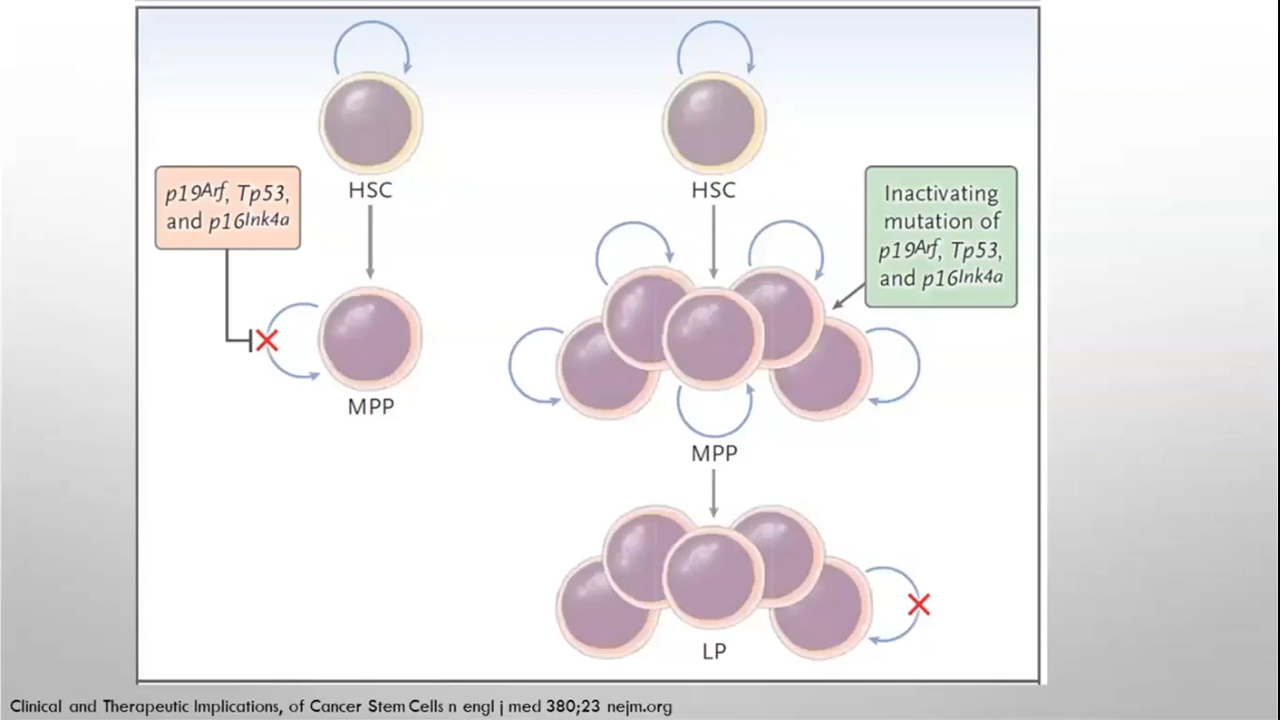 HSC
HSC
p19Arf, Tp53,
and p16Ink4a
Inactivating
mutation of
p19Arf, Tp53,
and p16Ink4a
MPP
MPP
LP
Clinical and Therapeutic Implications, of Cancer Stem Cells n engl j med 380;23 nejm.org